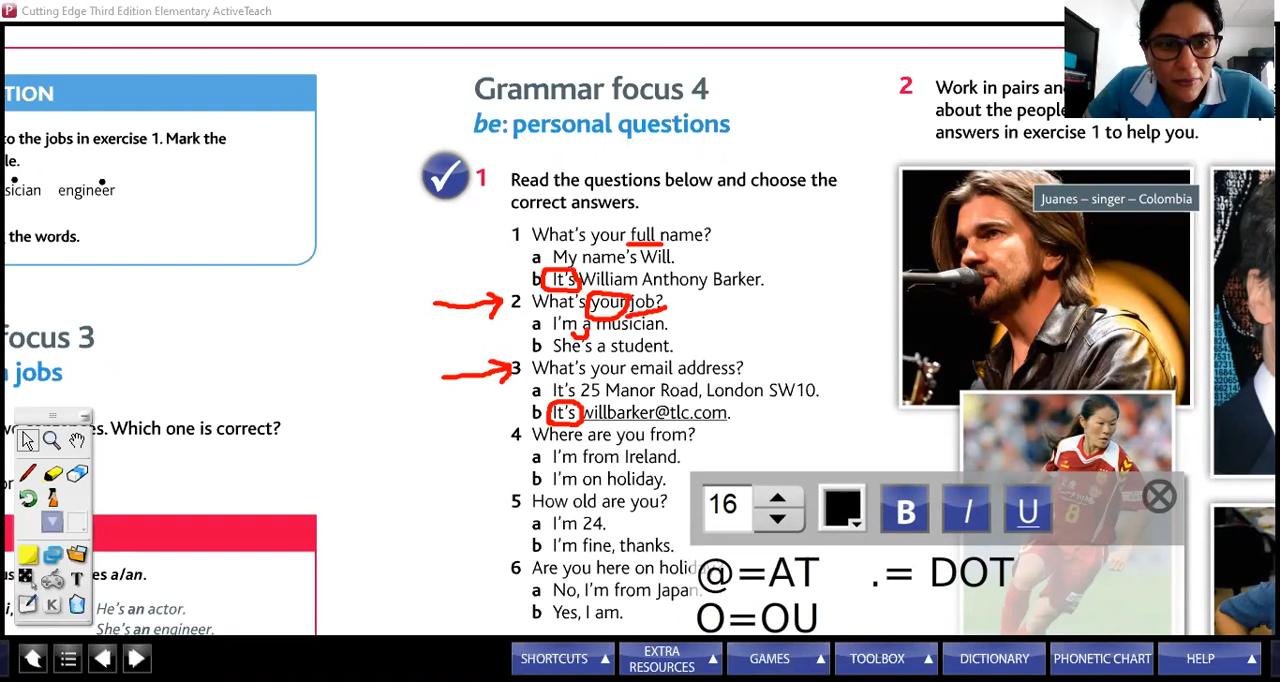 Cutting Edge Third Edition Elementary ActiveTeach
TION
to the jobs in exercise 1. Mark the
le.
sician engineer
the words.
focus 3
jobs
sentences. Which one is correct?
or
es a/an.
He's an actor.
She's an engineer.
Grammar focus 4
be: personal questions
1 Read the questions below and choose the
correct answers.
1 What's your full name?
a My name's Will.
b It's William Anthony Barker.
2 What's your job?
a I'm a musician.
b She's a student.
3 What's your email address?
a It's 25 Manor Road, London SW10.
b It's willbarker@tlc.com.
4 Where are you from?
a I'm from Ireland.
b I'm on holiday.
5 How old are you?
a I'm 24.
b I'm fine, thanks.
6 Are you here on holid
a No, I'm from Japan.
b Yes, I am.
2 Work in pairs an
about the people
answers in exercise 1 to help you.
Juanes – singer – Colombia
8
16 B I U
@=AT .= DOT
O=OU
T
K
SHORTCUTS
EXTRA
RESOURCES
GAMES
TOOLBOX
DICTIONARY
PHONETIC CHART
HELP